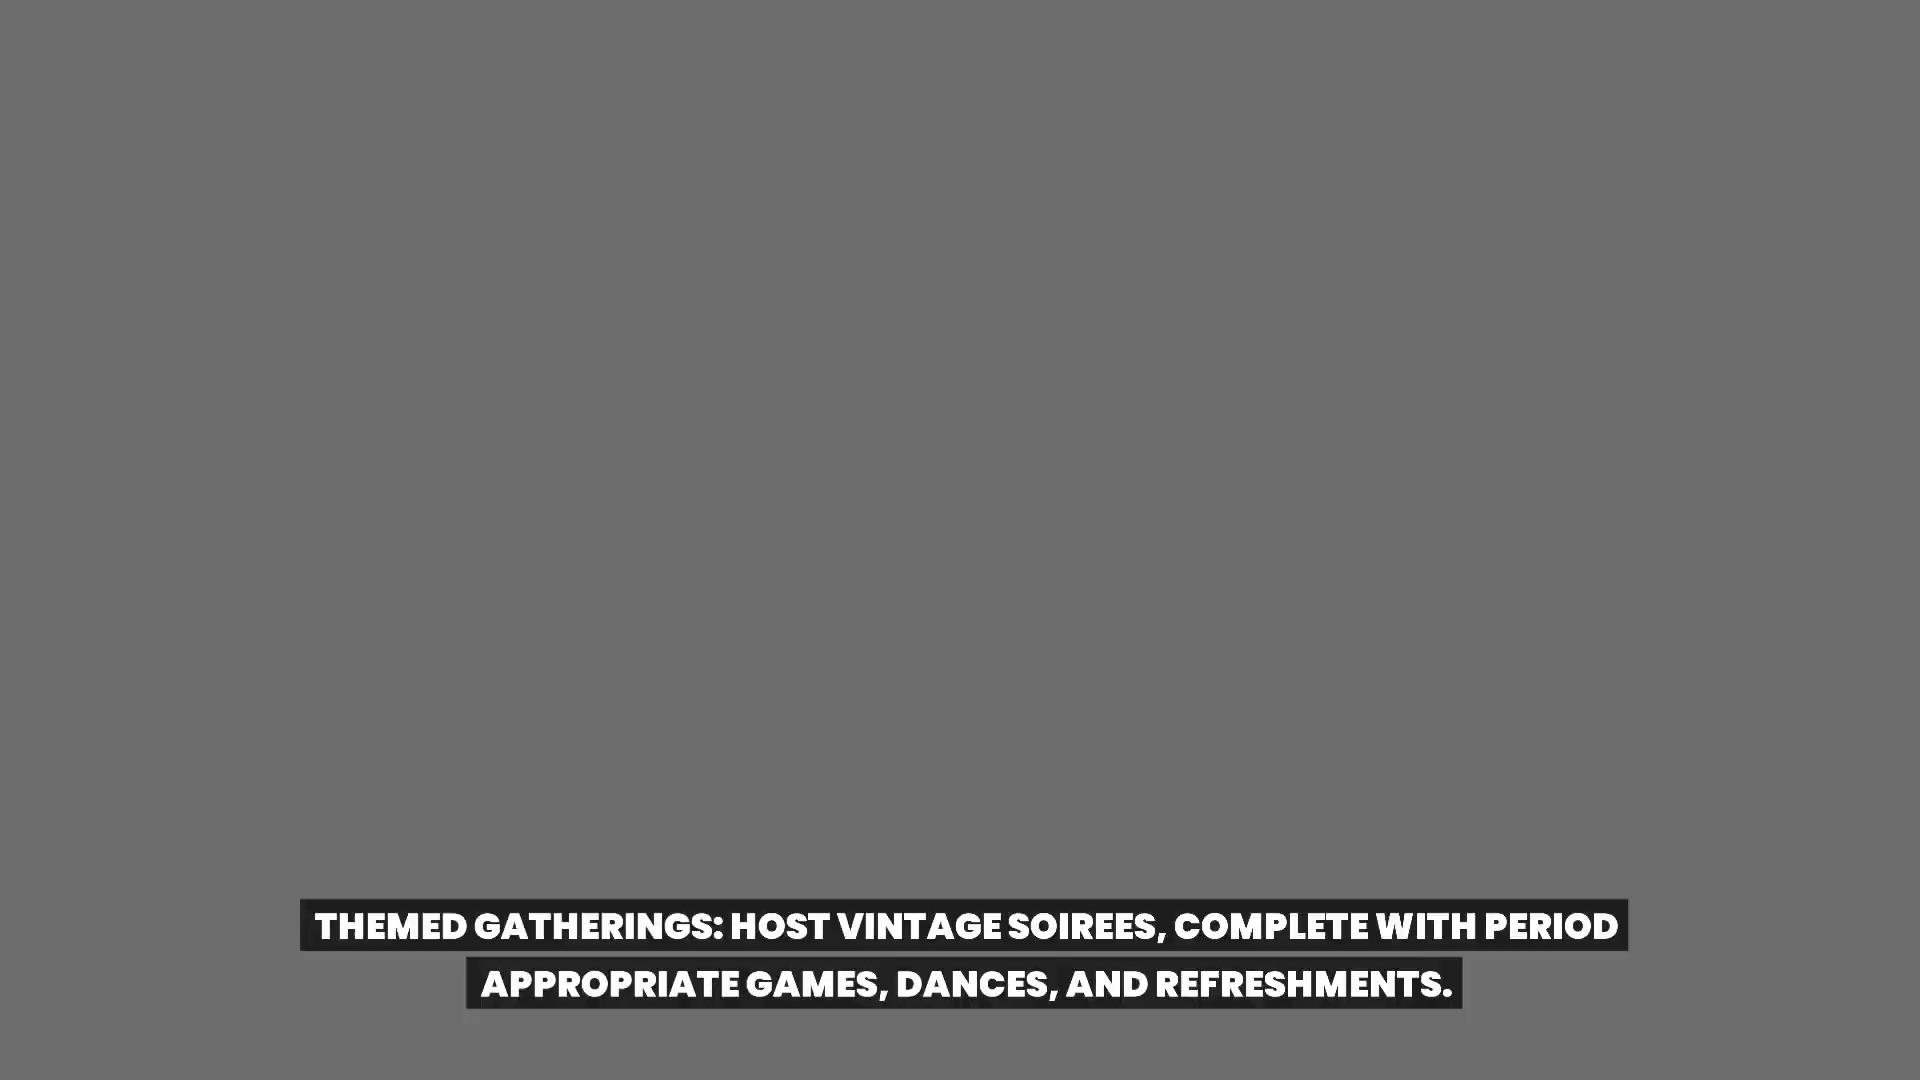 THEMED GATHERINGS: HOST VINTAGE SOIREES, COMPLETE WITH PERIOD
APPROPRIATE GAMES, DANCES, AND REFRESHMENTS.